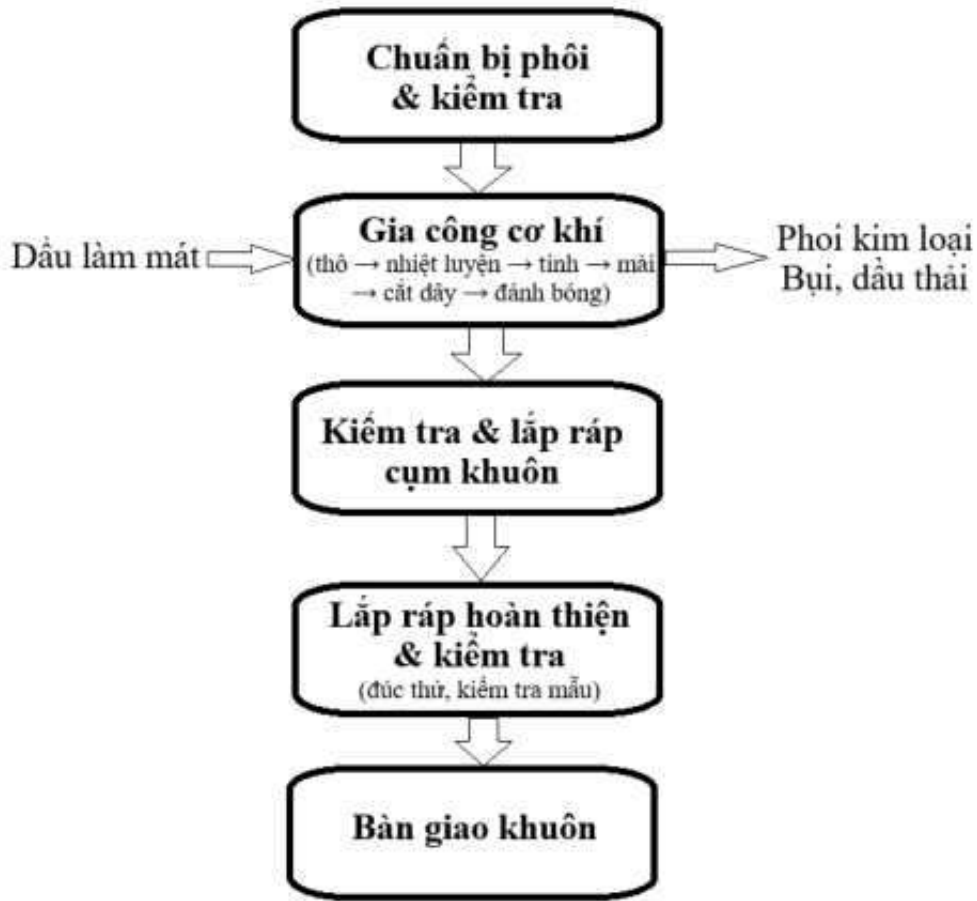 Chuẩn bị phôi
& kiểm tra
Gia công cơ khí
(thô → nhiệt luyện → tinh → mài
→ cắt dây → đánh bóng)
Dầu làm mát
Phoi kim loại
Bụi, dầu thải
Kiểm tra & lắp ráp
cụm khuôn
Lắp ráp hoàn thiện
& kiểm tra
(đúc thử, kiểm tra mẫu)
Bàn giao khuôn